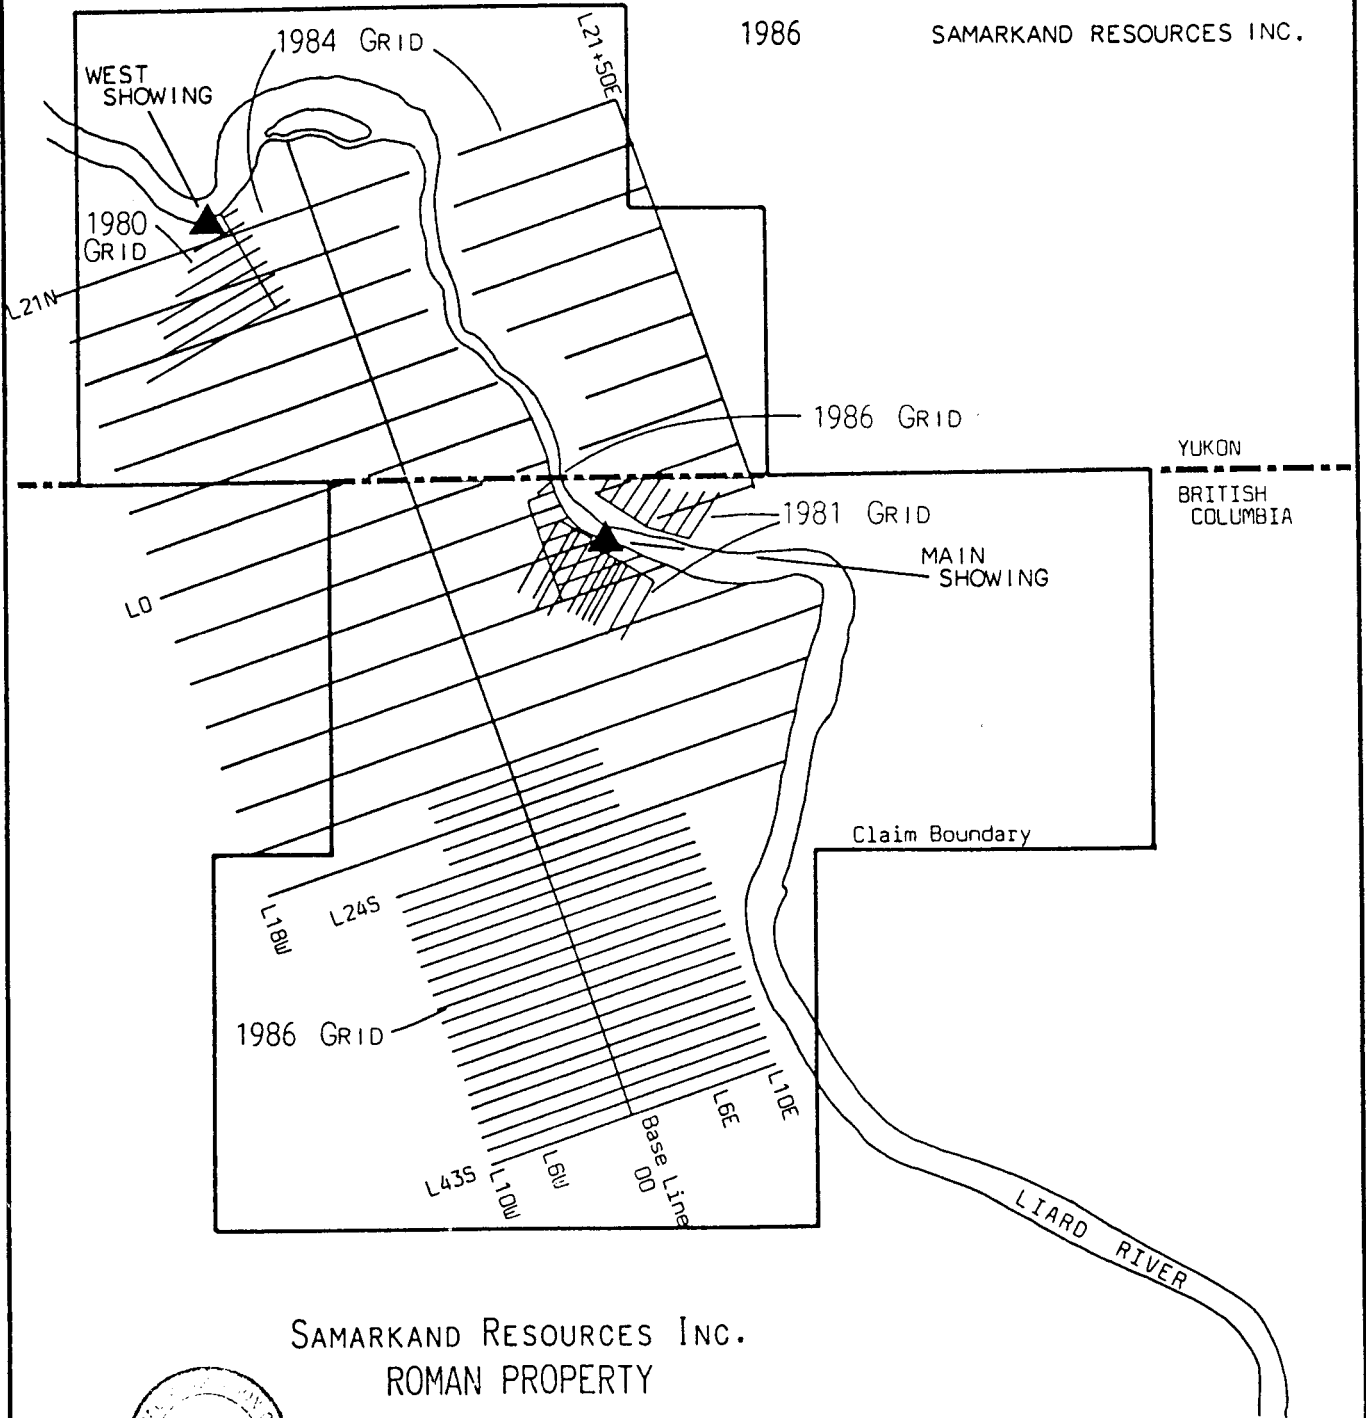 1986 SAMARKAND RESOURCES INC.
1984 GRID
L21+50E
WEST
SHOWING
1980
GRID
L21N
1986 GRID
YUKON
BRITISH
COLUMBIA
1981 GRID
MAIN
SHOWING
L0
Claim Boundary
L18W
L24S
1986 GRID
L10E
L6E
Base Line
00
L6W
L10W
L43S
LIARD RIVER
SAMARKAND RESOURCES INC.
ROMAN PROPERTY